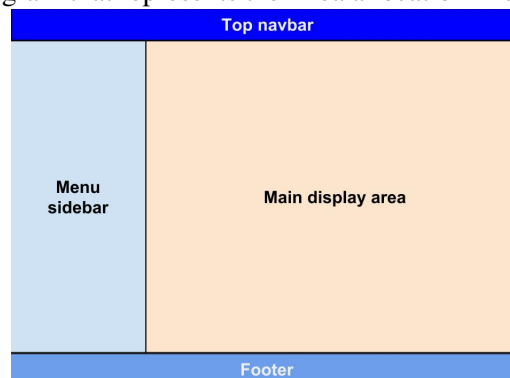 Top navbar
Menu
sidebar
Main display area
Footer